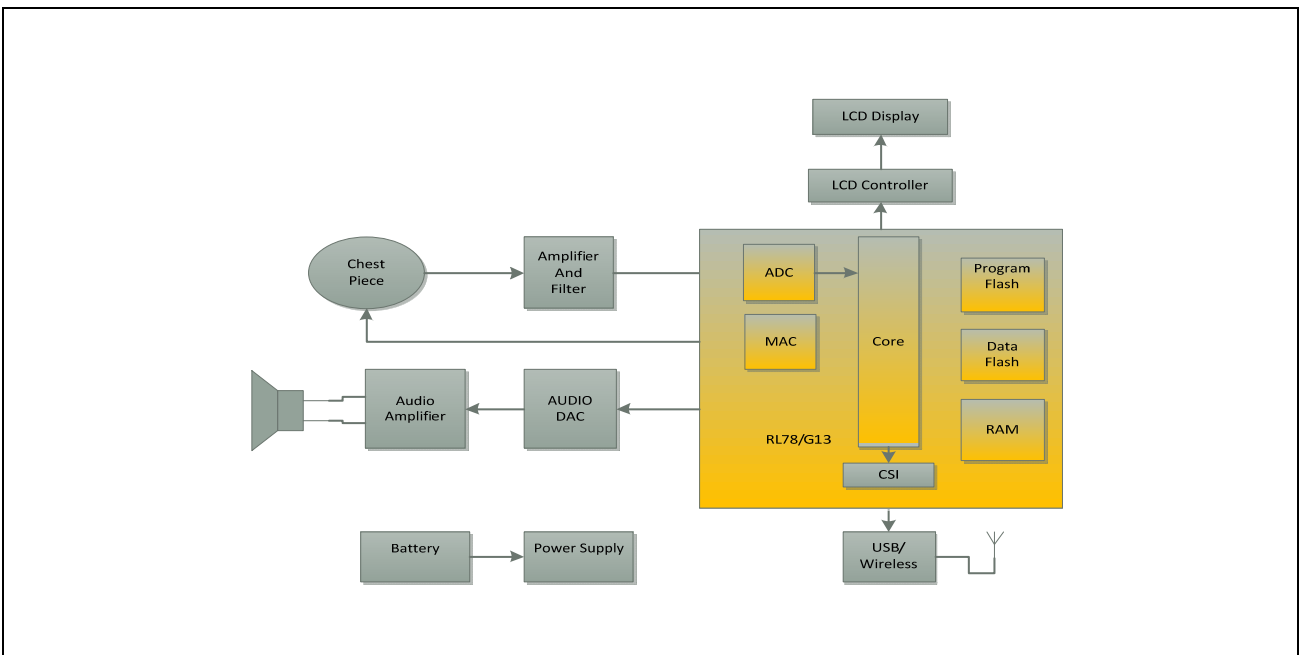 LCD Display
LCD Controller
Chest
Piece
Amplifier
And
Filter
ADC
Core
Program
Flash
MAC
Data
Flash
Audio
Amplifier
AUDIO
DAC
RL78/G13
RAM
CSI
Battery
Power Supply
USB/
Wireless